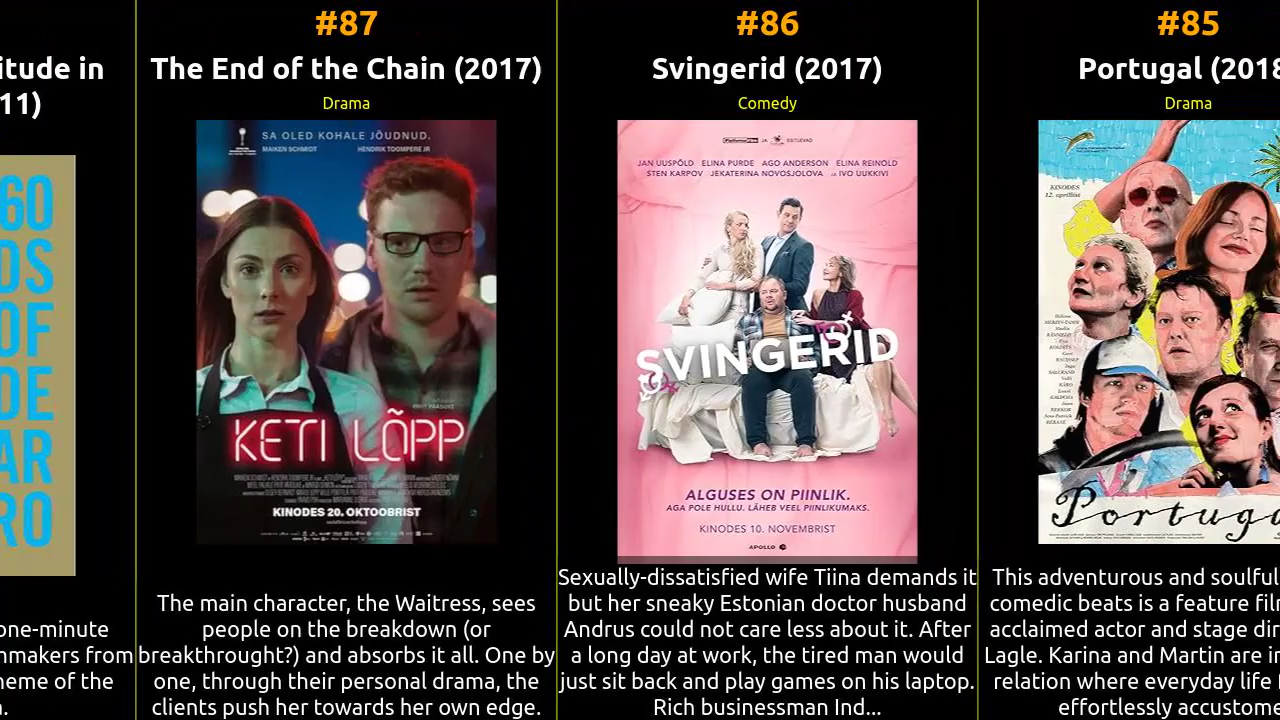 itude in
11)
60
DS
OF
DE
AR
RO
one-minute
nmakers from
heme of the
#87
The End of the Chain (2017)
Drama
SA OLED KOHALE JÕUDNUD.
MAIKEN SCHMIDT HENDRIK TOOMPERE JR
KETI LÕPP
KINODES 20. OKTOOBRIST
The main character, the Waitress, sees
people on the breakdown (or
breakthrought?) and absorbs it all. One by
one, through their personal drama, the
clients push her towards her own edge.
#86
Svingerid (2017)
Comedy
JA ESITLEVAD
JAN UUSPÕLD ELINA PURDE AGO ANDERSON ELINA REINOLD
STEN KARPOV JEKATERINA NOVOSJOLOVA JA IVO UUKKIVI
SVINGERID
ALGUSES ON PIINLIK.
AGA POLE HULLU. LÄHEB VEEL PIINLIKUMAKS.
KINODES 10. NOVEMBRIST
APOLLO
Sexually-dissatisfied wife Tiina demands it
but her sneaky Estonian doctor husband
Andrus could not care less about it. After
a long day at work, the tired man would
just sit back and play games on his laptop.
Rich businessman Ind...
#85
Portugal (2018
Drama
KINODES
12. aprillist
Portuga
This adventurous and soulful
comedic beats is a feature fil
acclaimed actor and stage dir
Lagle. Karina and Martin are i
relation where everyday life
effortlessly accustome